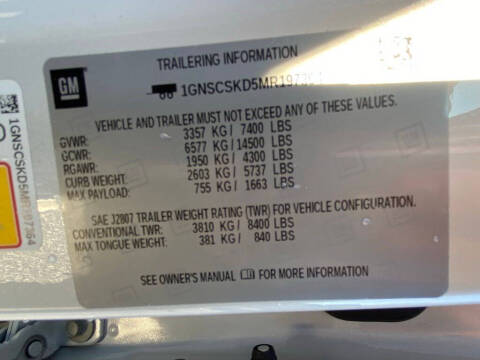 TRAILERING INFORMATION
GM
1GNSCSKD5MR197364
VEHICLE AND TRAILER MUST NOT EXCEED ANY OF THESE VALUES.
GVWR: 3357 KG / 7400 LBS
GCWR: 6577 KG / 14500 LBS
RGAWR: 1950 KG / 4300 LBS
CURB WEIGHT: 2603 KG / 5737 LBS
MAX PAYLOAD: 755 KG / 1663 LBS
SAE J2807 TRAILER WEIGHT RATING (TWR) FOR VEHICLE CONFIGURATION.
CONVENTIONAL TWR: 3810 KG / 8400 LBS
MAX TONGUE WEIGHT: 381 KG / 840 LBS
SEE OWNER'S MANUAL FOR MORE INFORMATION
1GNSCSKD5MR197364